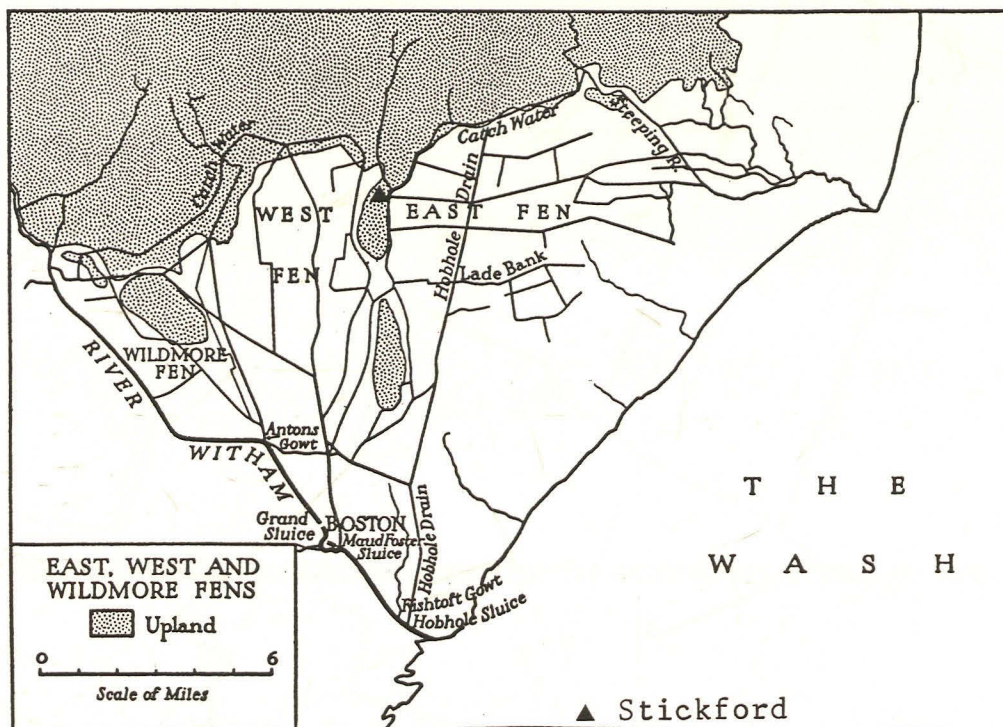 Catch Water
Catch Water
Steeping R.
WEST
FEN
EAST FEN
Hobhole Drain
Lade Bank
WILDMORE
FEN
RIVER
WITHAM
Antons
Gowt
Grand
Sluice
BOSTON
Maud Foster
Sluice
Hobhole Drain
Fishtoft Gowt
Hobhole Sluice
THE
WASH
EAST, WEST AND
WILDMORE FENS
Upland
0 6
Scale of Miles
▲ Stickford